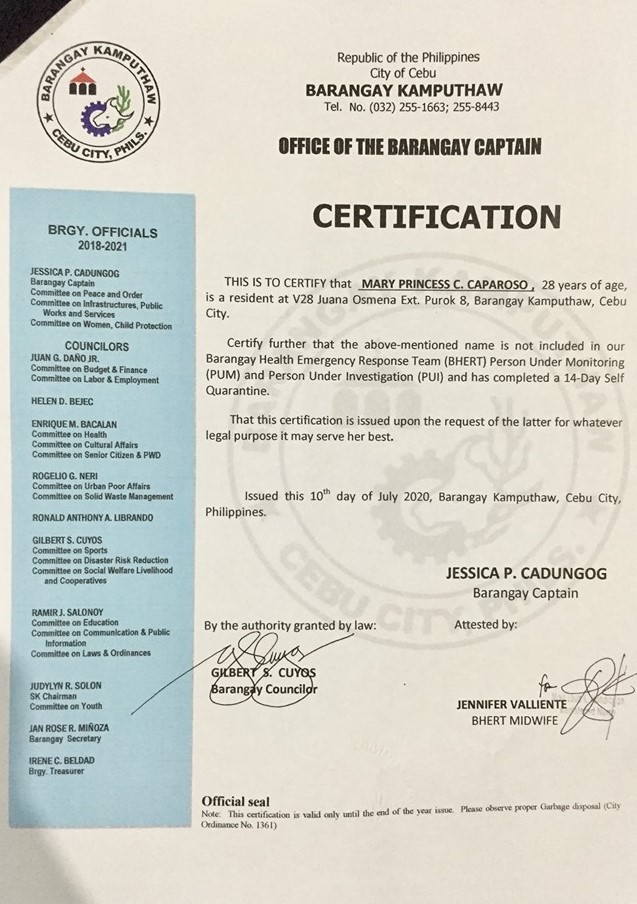 BARANGAY KAMPUTHAW
CEBU CITY, PHILS.
Republic of the Philippines
City of Cebu
BARANGAY KAMPUTHAW
Tel. No. (032) 255-1663; 255-8443
OFFICE OF THE BARANGAY CAPTAIN
CERTIFICATION
BRGY. OFFICIALS
2018-2021
JESSICA P. CADUNGOG
Barangay Captain
Committee on Peace and Order
Committee on Infrastructures, Public
Works and Services
Committee on Women, Child Protection
COUNCILORS
JUAN G. DAÑO JR.
Committee on Budget & Finance
Committee on Labor & Employment
HELEN D. BEJEC
ENRIQUE M. BACALAN
Committee on Health
Committee on Cultural Affairs
Committee on Senior Citizen & PWD
ROGELIO G. NERI
Committee on Urban Poor Affairs
Committee on Solid Waste Management
RONALD ANTHONY A. LIBRANDO
GILBERT S. CUYOS
Committee on Sports
Committee on Disaster Risk Reduction
Committee on Social Welfare Livelihood
and Cooperatives
RAMIR J. SALONOY
Committee on Education
Committee on Communication & Public
Information
Committee on Laws & Ordinances
JUDYLYN R. SOLON
SK Chairman
Committee on Youth
JAN ROSE R. MIÑOZA
Barangay Secretary
IRENE C. BELDAD
Brgy. Treasurer
THIS IS TO CERTIFY that MARY PRINCESS C. CAPAROSO , 28 years of age,
is a resident at V28 Juana Osmena Ext. Purok 8, Barangay Kamputhaw, Cebu
City.
Certify further that the above-mentioned name is not included in our
Barangay Health Emergency Response Team (BHERT) Person Under Monitoring
(PUM) and Person Under Investigation (PUI) and has completed a 14-Day Self
Quarantine.
That this certification is issued upon the request of the latter for whatever
legal purpose it may serve her best.
Issued this 10th day of July 2020, Barangay Kamputhaw, Cebu City,
Philippines.
JESSICA P. CADUNGOG
Barangay Captain
By the authority granted by law:
Attested by:
GILBERT S. CUYOS
Barangay Councilor
for
JENNIFER VALLIENTE
BHERT MIDWIFE
Official seal
Note: This certification is valid only until the end of the year issue. Please observe proper Garbage disposal (City
Ordinance No. 1361)